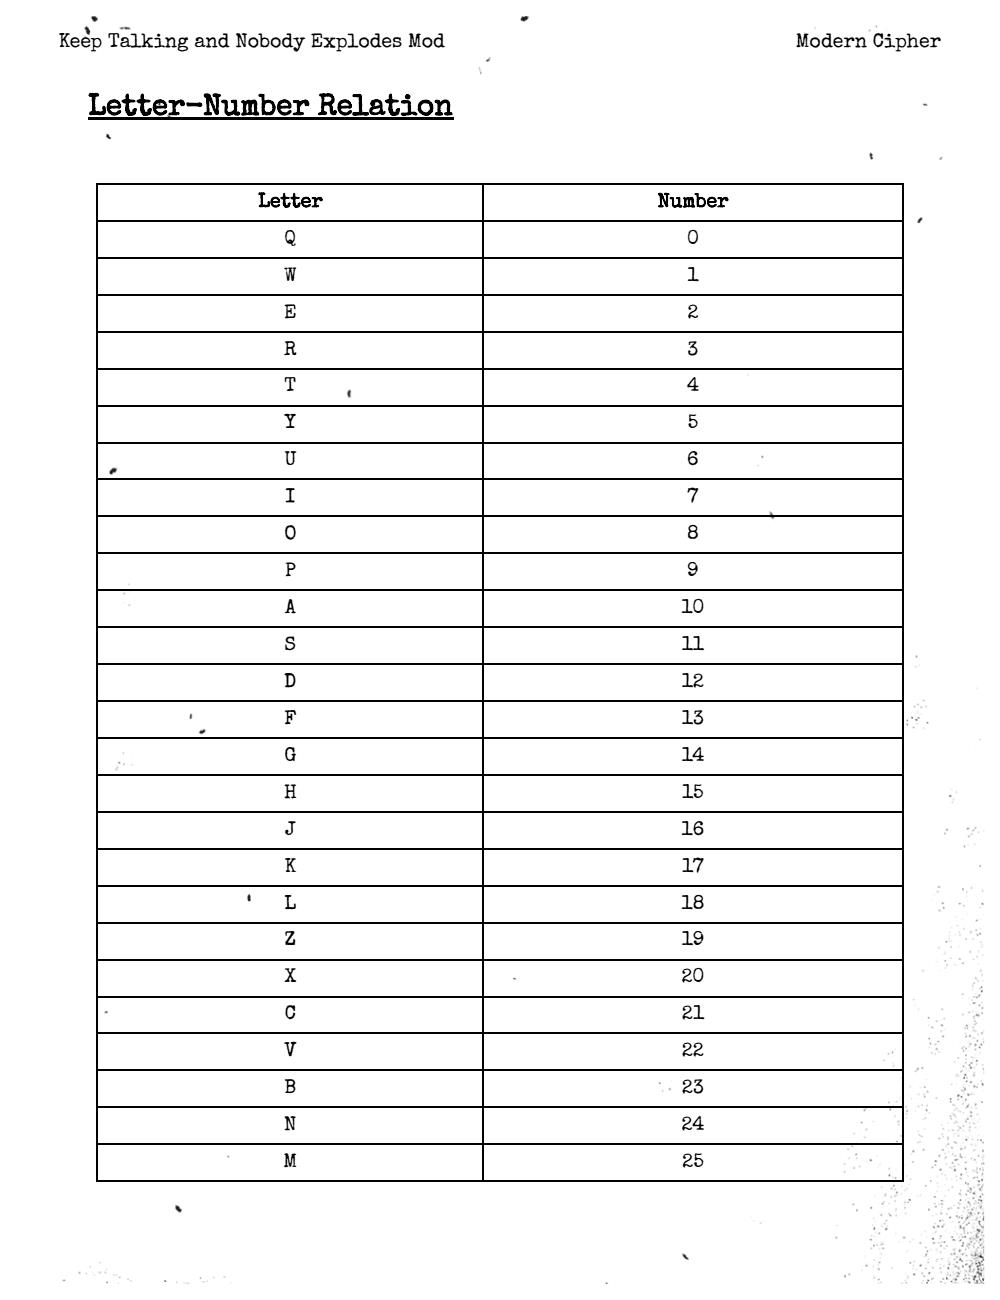 Keep Talking and Nobody Explodes Mod Modern Cipher
Letter-Number Relation
Letter Number
Q 0
W 1
E 2
R 3
T 4
Y 5
U 6
I 7
O 8
P 9
A 10
S 11
D 12
F 13
G 14
H 15
J 16
K 17
L 18
Z 19
X 20
C 21
V 22
B 23
N 24
M 25